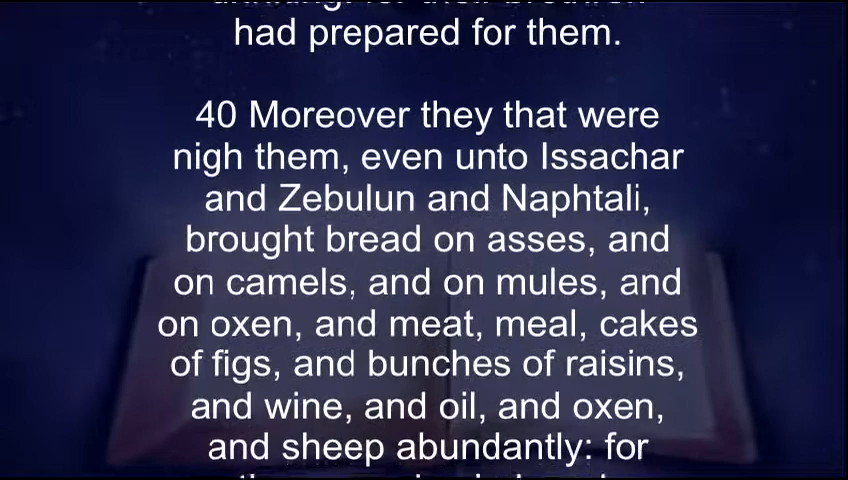 had prepared for them.
40 Moreover they that were
nigh them, even unto Issachar
and Zebulun and Naphtali,
brought bread on asses, and
on camels, and on mules, and
on oxen, and meat, meal, cakes
of figs, and bunches of raisins,
and wine, and oil, and oxen,
and sheep abundantly: for